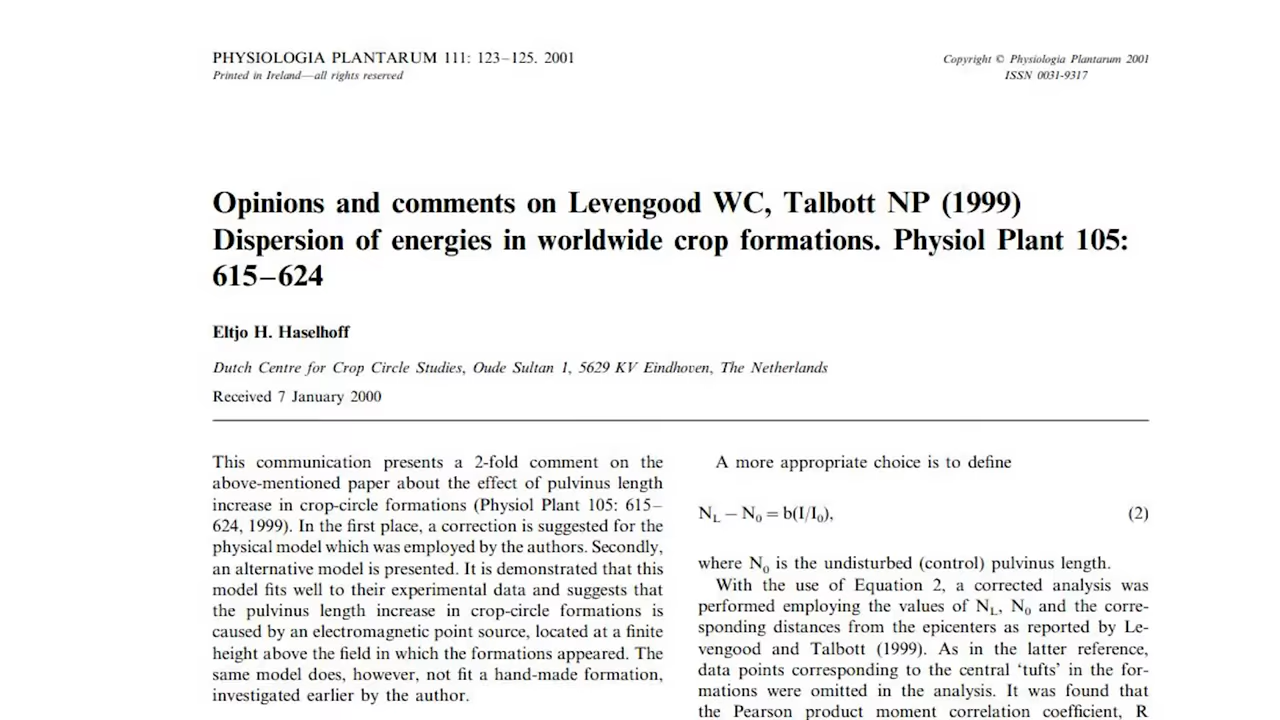 PHYSIOLOGIA PLANTARUM 111: 123–125. 2001
Printed in Ireland—all rights reserved
Copyright © Physiologia Plantarum 2001
ISSN 0031-9317
Opinions and comments on Levengood WC, Talbott NP (1999)
Dispersion of energies in worldwide crop formations. Physiol Plant 105:
615–624
Eltjo H. Haselhoff
Dutch Centre for Crop Circle Studies, Oude Sultan 1, 5629 KV Eindhoven, The Netherlands
Received 7 January 2000
This communication presents a 2-fold comment on the
above-mentioned paper about the effect of pulvinus length
increase in crop-circle formations (Physiol Plant 105: 615–
624, 1999). In the first place, a correction is suggested for the
physical model which was employed by the authors. Secondly,
an alternative model is presented. It is demonstrated that this
model fits well to their experimental data and suggests that
the pulvinus length increase in crop-circle formations is
caused by an electromagnetic point source, located at a finite
height above the field in which the formations appeared. The
same model does, however, not fit a hand-made formation,
investigated earlier by the author.
A more appropriate choice is to define
N_L − N_0 = b(I/I_0), (2)
where N_0 is the undisturbed (control) pulvinus length.
With the use of Equation 2, a corrected analysis was
performed employing the values of N_L, N_0 and the corre-
sponding distances from the epicenters as reported by Le-
vengood and Talbott (1999). As in the latter reference,
data points corresponding to the central ‘tufts’ in the for-
mations were omitted in the analysis. It was found that
the Pearson product moment correlation coefficient, R